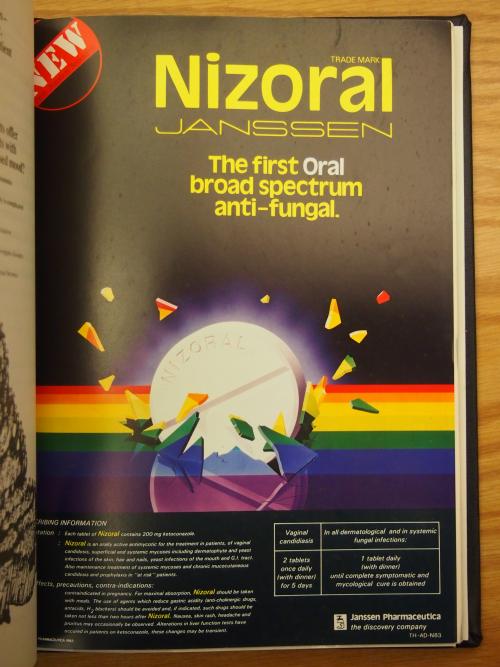 NEW
TRADE MARK
Nizoral
JANSSEN
The first Oral
broad spectrum
anti-fungal.
NIZORAL
CRIBING INFORMATION
Each tablet of Nizoral contains 200 mg ketoconazole.
Nizoral is an orally active antimycotic for the treatment in patients, of vaginal
candidosis, superficial and systemic mycoses including dermatophyte and yeast
infections of the skin, hair and nails, yeast infections of the mouth and G.I. tract.
Also maintenance treatment of systemic and chronic mucocutaneous
candidosis and prophylaxis in "at risk" patients.
ffects, precautions, contra-indications:
contraindicated in pregnancy. For maximal absorption, Nizoral should be taken
with meals. The use of agents which reduce gastric acidity (anti-cholinergic drugs,
antacids, H2 blockers) should be avoided and, if indicated, such drugs should be
taken not less than two hours after Nizoral. Nausea, skin rash, headache and
pruritus may occasionally be observed. Alterations in liver function tests have
occured in patients on ketoconazole, these changes may be transient.
Vaginal
candidiasis
In all dermatological and in systemic
fungal infections:
2 tablets
once daily
(with dinner)
for 5 days
1 tablet daily
(with dinner)
until complete symptomatic and
mycological cure is obtained
Janssen Pharmaceutica
the discovery company
TH-AD-N83